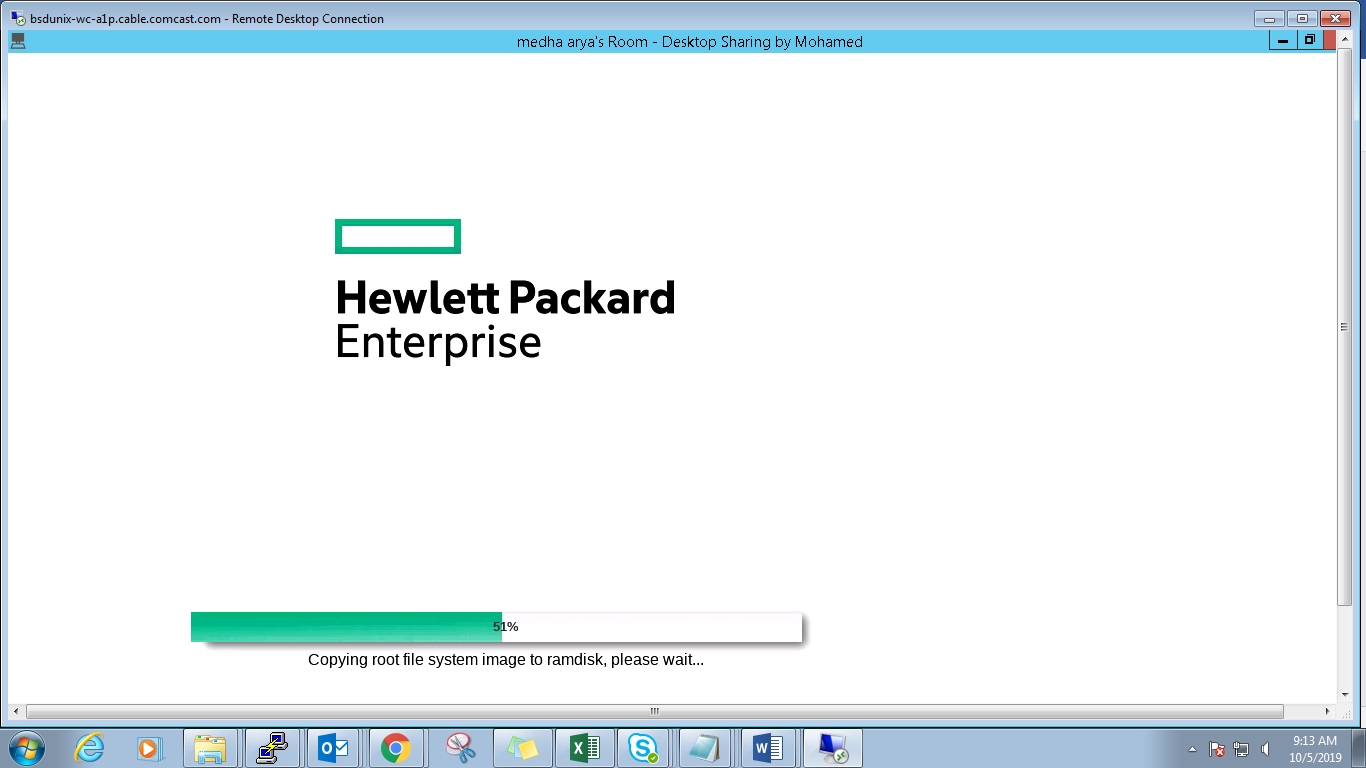 bsdunix-wc-a1p.cable.comcast.com - Remote Desktop Connection
medha arya's Room - Desktop Sharing by Mohamed
Hewlett Packard
Enterprise
51%
Copying root file system image to ramdisk, please wait...
9:13 AM
10/5/2019